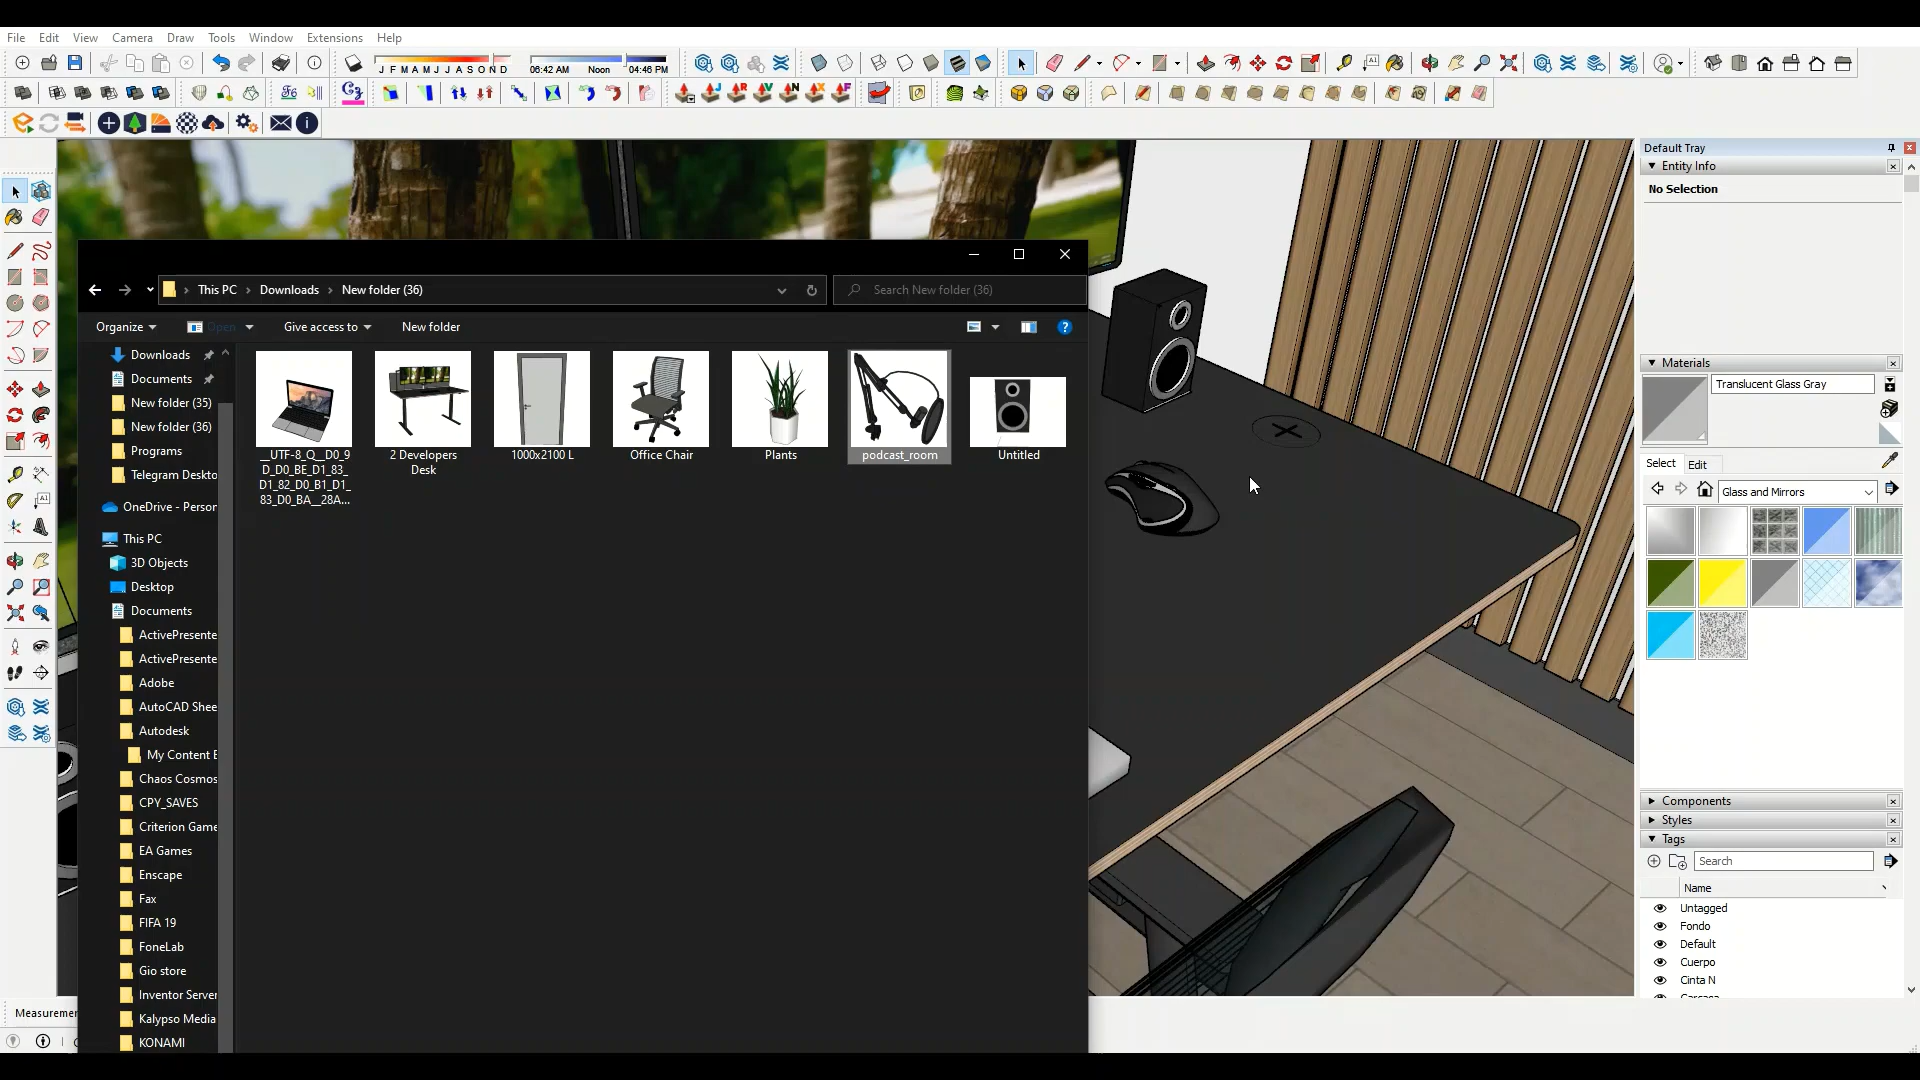 File Edit View Camera Draw Tools Window Extensions Help
J F M A M J J A S O N D
06:42 AM Noon 04:46 PM
Default Tray
Entity Info
No Selection
This PC Downloads New folder (36)
Search New folder (36)
Organize Open Give access to New folder
Downloads
Documents
New folder (35)
New folder (36)
Programs
Telegram Deskto
OneDrive - Person
This PC
3D Objects
Desktop
Documents
ActivePresente
ActivePresente
Adobe
AutoCAD Shee
Autodesk
My Content E
Chaos Cosmos
CPY_SAVES
Criterion Game
EA Games
Enscape
Fax
FIFA 19
FoneLab
Gio store
Inventor Server
Kalypso Media
KONAMI
__UTF-8_Q__D0_9
D_D0_BE_D1_83_
D1_82_D0_B1_D1_
83_D0_BA__28A...
2 Developers
Desk
1000x2100 L
Office Chair
Plants
podcast_room
Untitled
Materials
Translucent Glass Gray
Select Edit
Glass and Mirrors
Components
Styles
Tags
Search
Name
Untagged
Fondo
Default
Cuerpo
Cinta N
Carcasa
Measuremen